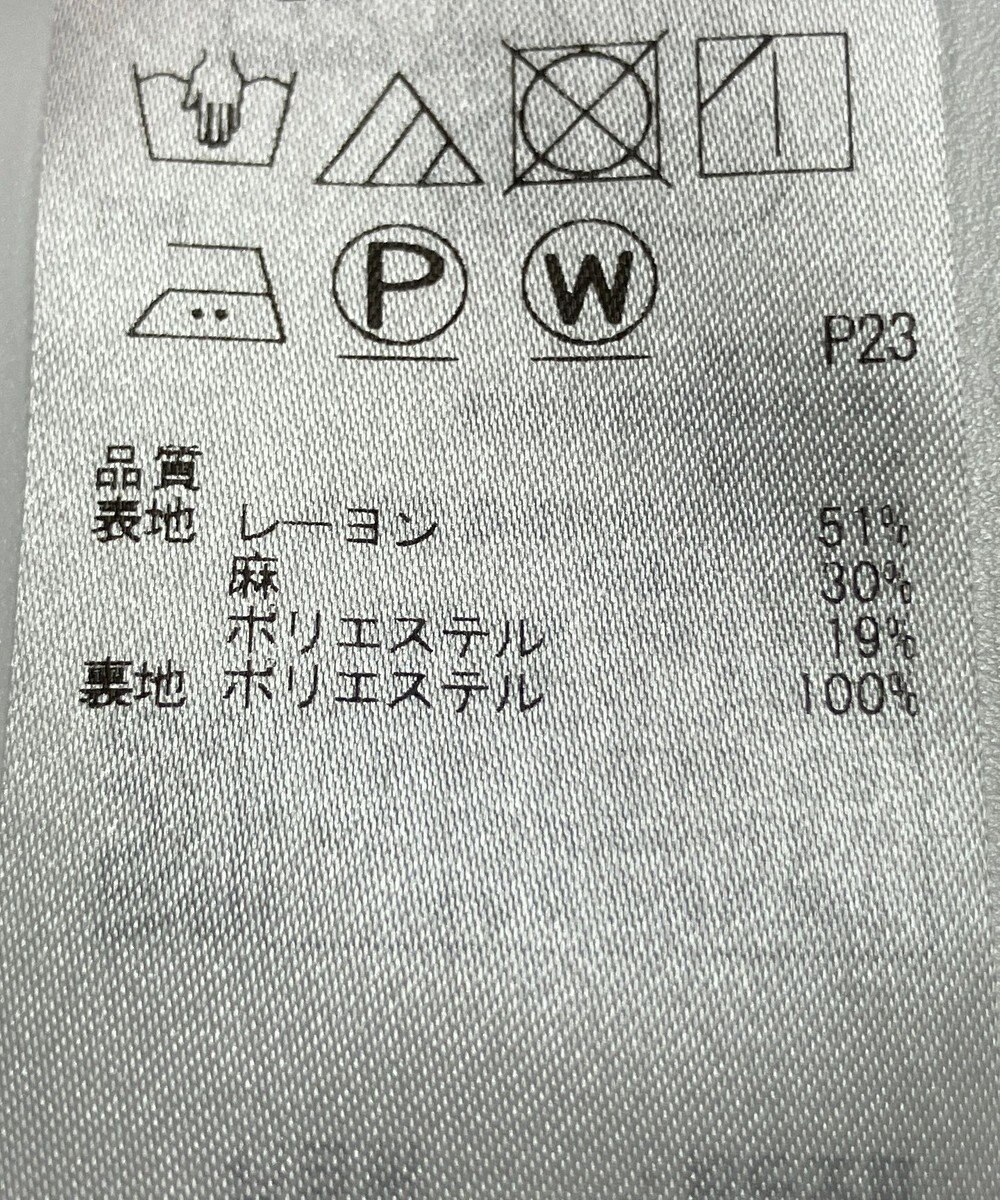 P W P23
品質
表地 レーヨン 51%
麻 30%
ポリエステル 19%
裏地 ポリエステル 100%